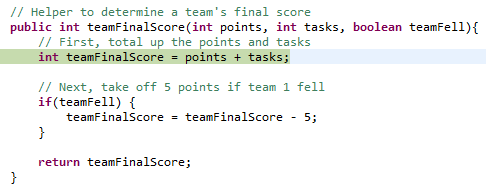 // Helper to determine a team's final score
public int teamFinalScore(int points, int tasks, boolean teamFell){
    // First, total up the points and tasks
    int teamFinalScore = points + tasks;

    // Next, take off 5 points if team 1 fell
    if(teamFell) {
        teamFinalScore = teamFinalScore - 5;
    }

    return teamFinalScore;
}